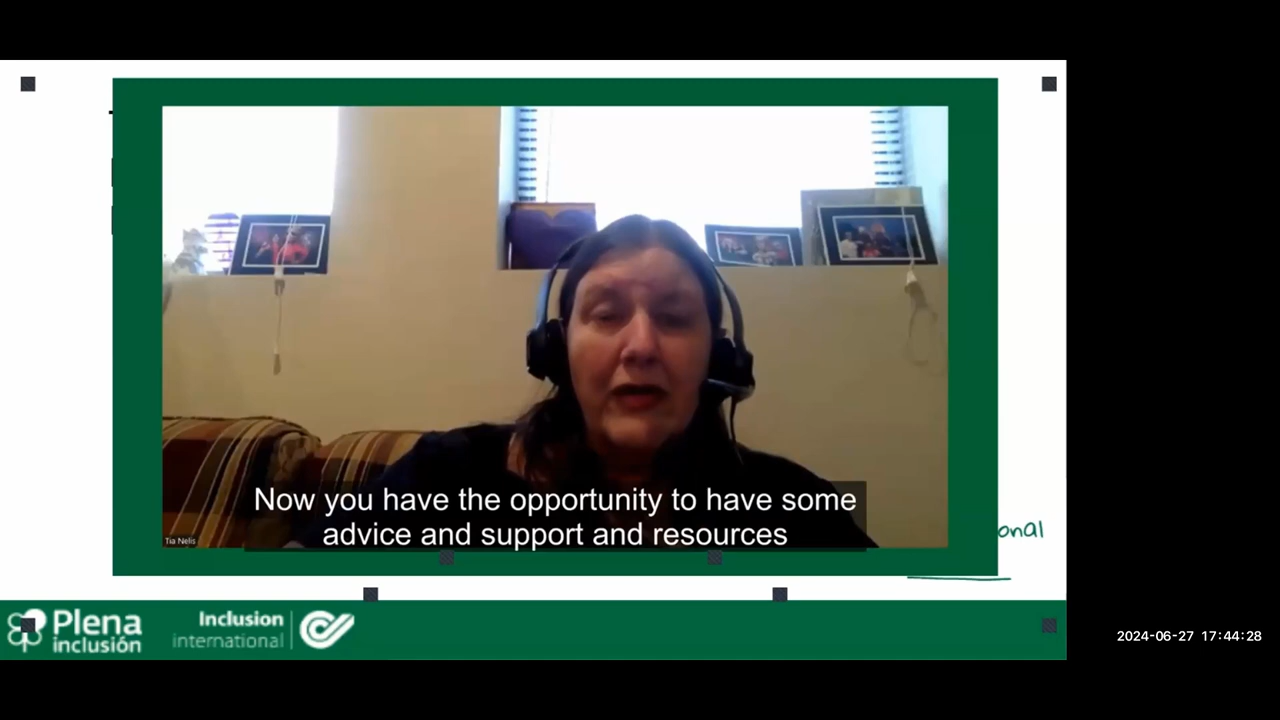 Now you have the opportunity to have some
advice and support and resources
Tia Nelis
onal
Plena
inclusión
Inclusion
international
2024-06-27 17:44:28